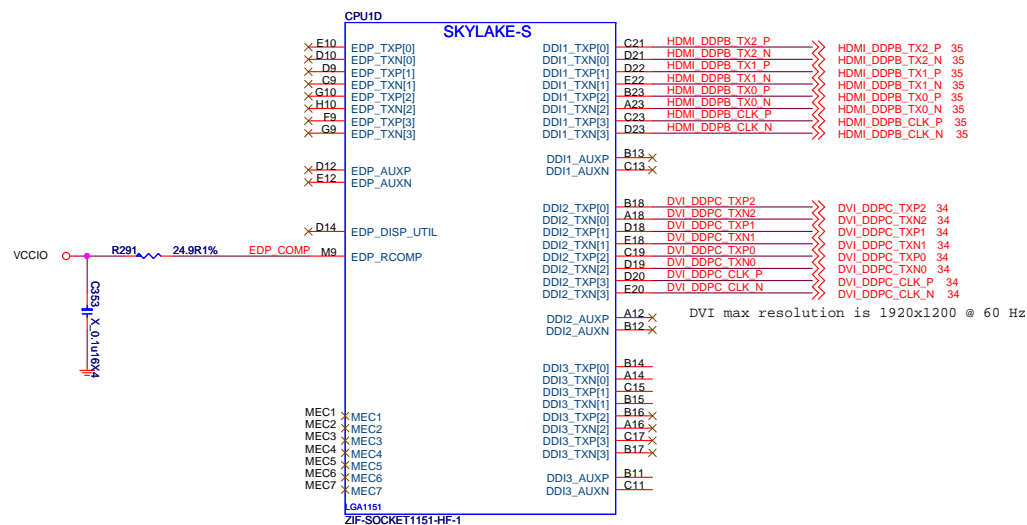 CPU1D
SKYLAKE-S
E10 EDP_TXP[0]
D10 EDP_TXN[0]
D9 EDP_TXP[1]
C9 EDP_TXN[1]
G10 EDP_TXP[2]
H10 EDP_TXN[2]
F9 EDP_TXP[3]
G9 EDP_TXN[3]
D12 EDP_AUXP
E12 EDP_AUXN
D14 EDP_DISP_UTIL
VCCIO R291 24.9R1% EDP_COMP M9 EDP_RCOMP
C353 X_0.1u16X4
MEC1 MEC1
MEC2 MEC2
MEC3 MEC3
MEC4 MEC4
MEC5 MEC5
MEC6 MEC6
MEC7 MEC7
DDI1_TXP[0] C21 HDMI_DDPB_TX2_P HDMI_DDPB_TX2_P 35
DDI1_TXN[0] D21 HDMI_DDPB_TX2_N HDMI_DDPB_TX2_N 35
DDI1_TXP[1] D22 HDMI_DDPB_TX1_P HDMI_DDPB_TX1_P 35
DDI1_TXN[1] E22 HDMI_DDPB_TX1_N HDMI_DDPB_TX1_N 35
DDI1_TXP[2] B23 HDMI_DDPB_TX0_P HDMI_DDPB_TX0_P 35
DDI1_TXN[2] A23 HDMI_DDPB_TX0_N HDMI_DDPB_TX0_N 35
DDI1_TXP[3] C23 HDMI_DDPB_CLK_P HDMI_DDPB_CLK_P 35
DDI1_TXN[3] D23 HDMI_DDPB_CLK_N HDMI_DDPB_CLK_N 35
DDI1_AUXP B13
DDI1_AUXN C13
DDI2_TXP[0] B18 DVI_DDPC_TXP2 DVI_DDPC_TXP2 34
DDI2_TXN[0] A18 DVI_DDPC_TXN2 DVI_DDPC_TXN2 34
DDI2_TXP[1] D18 DVI_DDPC_TXP1 DVI_DDPC_TXP1 34
DDI2_TXN[1] E18 DVI_DDPC_TXN1 DVI_DDPC_TXN1 34
DDI2_TXP[2] C19 DVI_DDPC_TXP0 DVI_DDPC_TXP0 34
DDI2_TXN[2] D19 DVI_DDPC_TXN0 DVI_DDPC_TXN0 34
DDI2_TXP[3] D20 DVI_DDPC_CLK_P DVI_DDPC_CLK_P 34
DDI2_TXN[3] E20 DVI_DDPC_CLK_N DVI_DDPC_CLK_N 34
DVI max resolution is 1920x1200 @ 60 Hz
DDI2_AUXP A12
DDI2_AUXN B12
DDI3_TXP[0] B14
DDI3_TXN[0] A14
DDI3_TXP[1] C15
DDI3_TXN[1] B15
DDI3_TXP[2] B16
DDI3_TXN[2] A16
DDI3_TXP[3] C17
DDI3_TXN[3] B17
DDI3_AUXP B11
DDI3_AUXN C11
LGA1151
ZIF-SOCKET1151-HF-1